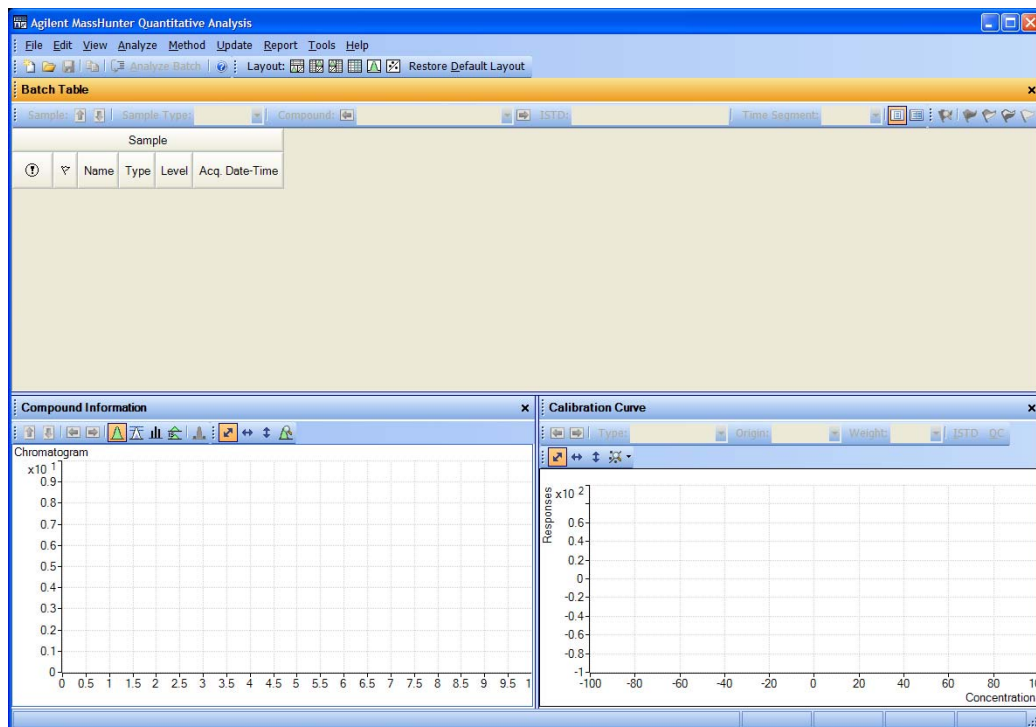 Agilent MassHunter Quantitative Analysis
File Edit View Analyze Method Update Report Tools Help
Analyze Batch Layout: Restore Default Layout
Batch Table
Sample: Sample Type: Compound: ISTD: Time Segment:
Sample
Name Type Level Acq. Date-Time
Compound Information
Chromatogram
x10 1
0.9
0.8
0.7
0.6
0.5
0.4
0.3
0.2
0.1
0
0 0.5 1 1.5 2 2.5 3 3.5 4 4.5 5 5.5 6 6.5 7 7.5 8 8.5 9 9.5 1
Calibration Curve
Type: Origin: Weight: ISTD QC
Responses
x10 2
0.6
0.4
0.2
0
-0.2
-0.4
-0.6
-0.8
-1
-100 -80 -60 -40 -20 0 20 40 60 80 10
Concentration